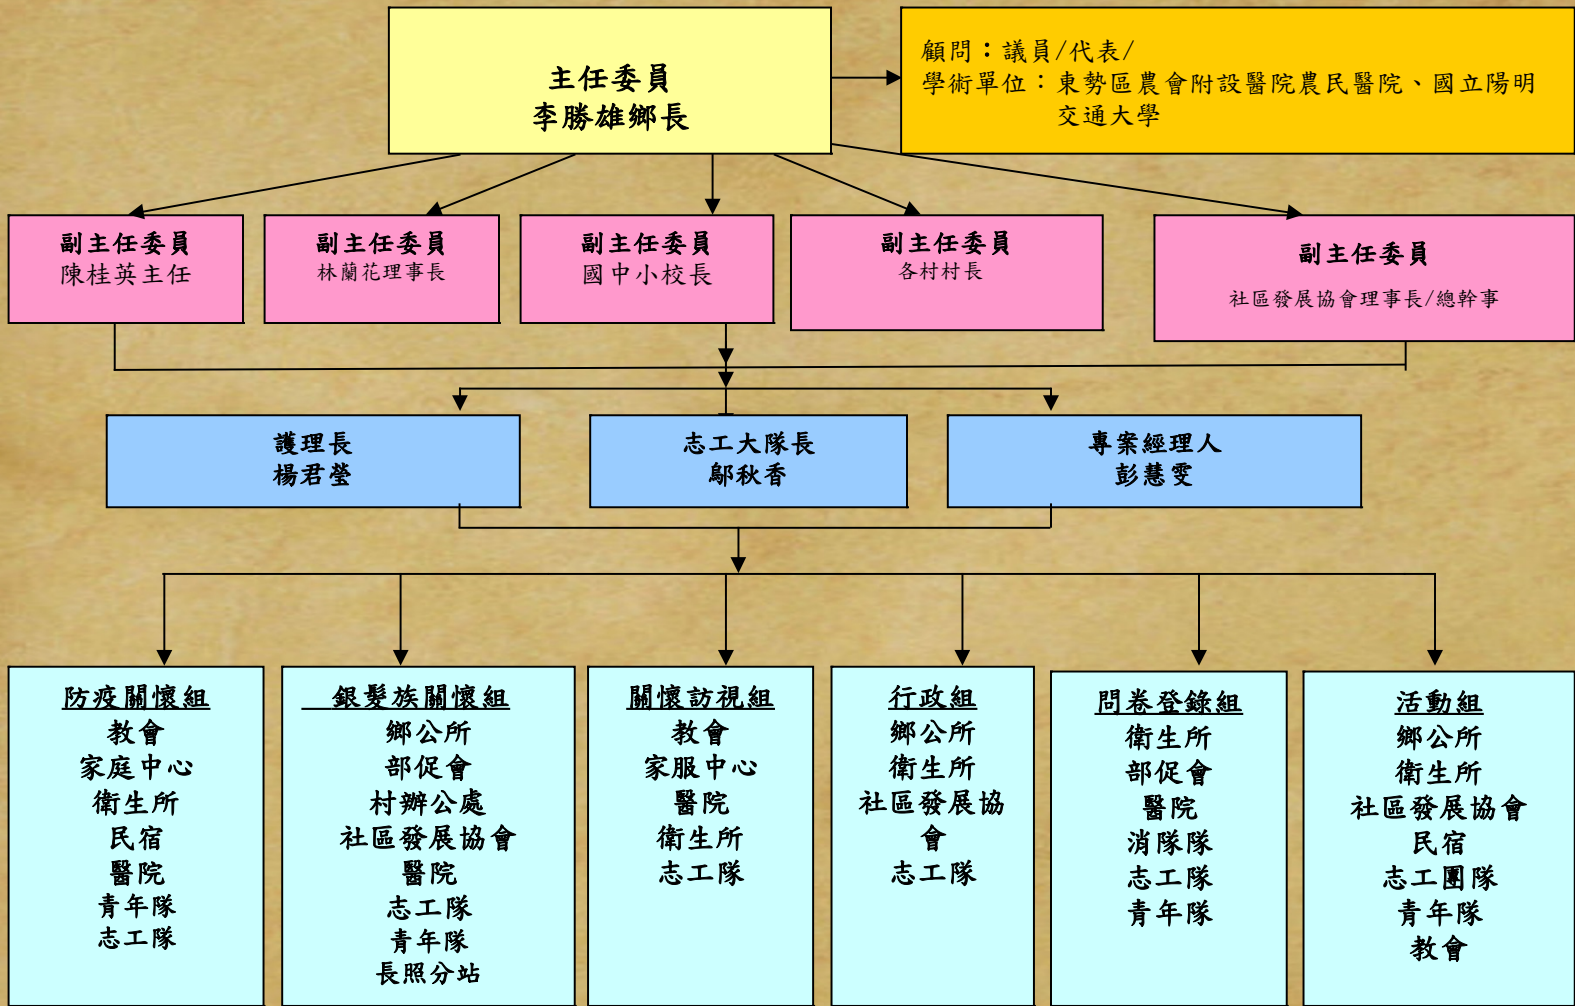 主任委員
李勝雄鄉長
顧問：議員/代表/
學術單位：東勢區農會附設醫院農民醫院、國立陽明
交通大學
副主任委員
陳桂英主任
副主任委員
林蘭花理事長
副主任委員
國中小校長
副主任委員
各村村長
副主任委員
社區發展協會理事長/總幹事
護理長
楊君瑩
志工大隊長
鄔秋香
專案經理人
彭慧雯
防疫關懷組
教會
家庭中心
衛生所
民宿
醫院
青年隊
志工隊
銀髮族關懷組
鄉公所
部促會
村辦公處
社區發展協會
醫院
志工隊
青年隊
長照分站
關懷訪視組
教會
家服中心
醫院
衛生所
志工隊
行政組
鄉公所
衛生所
社區發展協
會
志工隊
問卷登錄組
衛生所
部促會
醫院
消隊隊
志工隊
青年隊
活動組
鄉公所
衛生所
社區發展協會
民宿
志工團隊
青年隊
教會